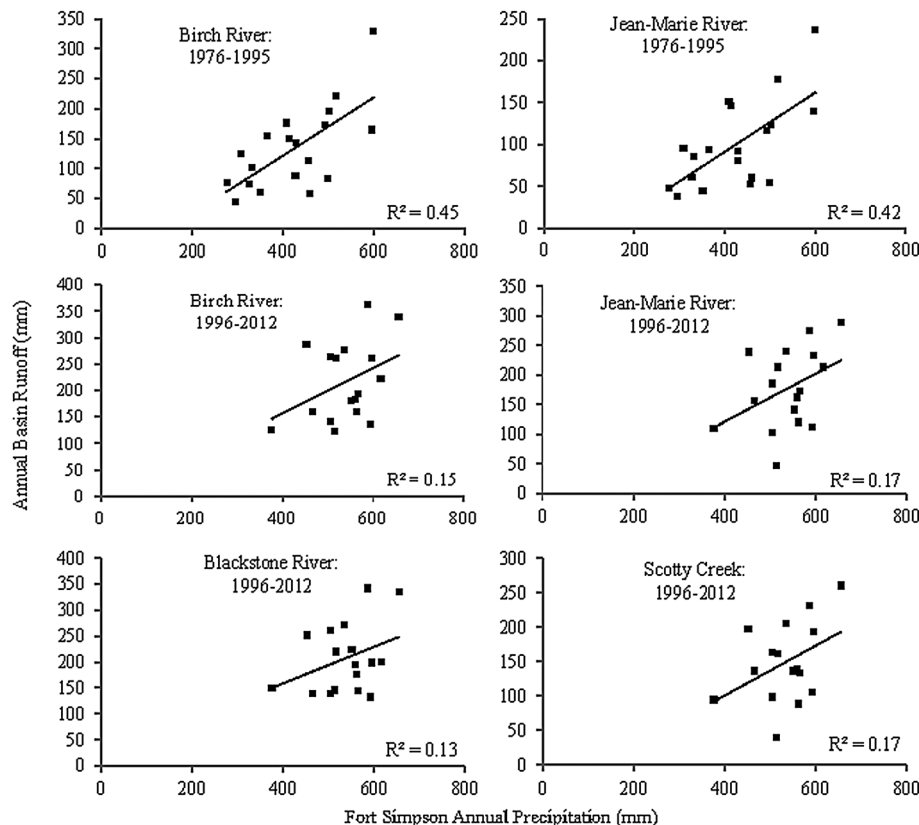 Birch River:
1976-1995
350
300
250
200
150
100
50
0
0 200 400 600 800
R² = 0.45
Jean-Marie River:
1976-1995
250
200
150
100
50
0
0 200 400 600 800
R² = 0.42
Annual Basin Runoff (mm)
Birch River:
1996-2012
400
350
300
250
200
150
100
50
0
0 200 400 600 800
R² = 0.15
Jean-Marie River:
1996-2012
350
300
250
200
150
100
50
0
0 200 400 600 800
R² = 0.17
Blackstone River:
1996-2012
400
350
300
250
200
150
100
50
0
0 200 400 600 800
R² = 0.13
Scotty Creek:
1996-2012
300
250
200
150
100
50
0
0 200 400 600 800
R² = 0.17
Fort Simpson Annual Precipitation (mm)